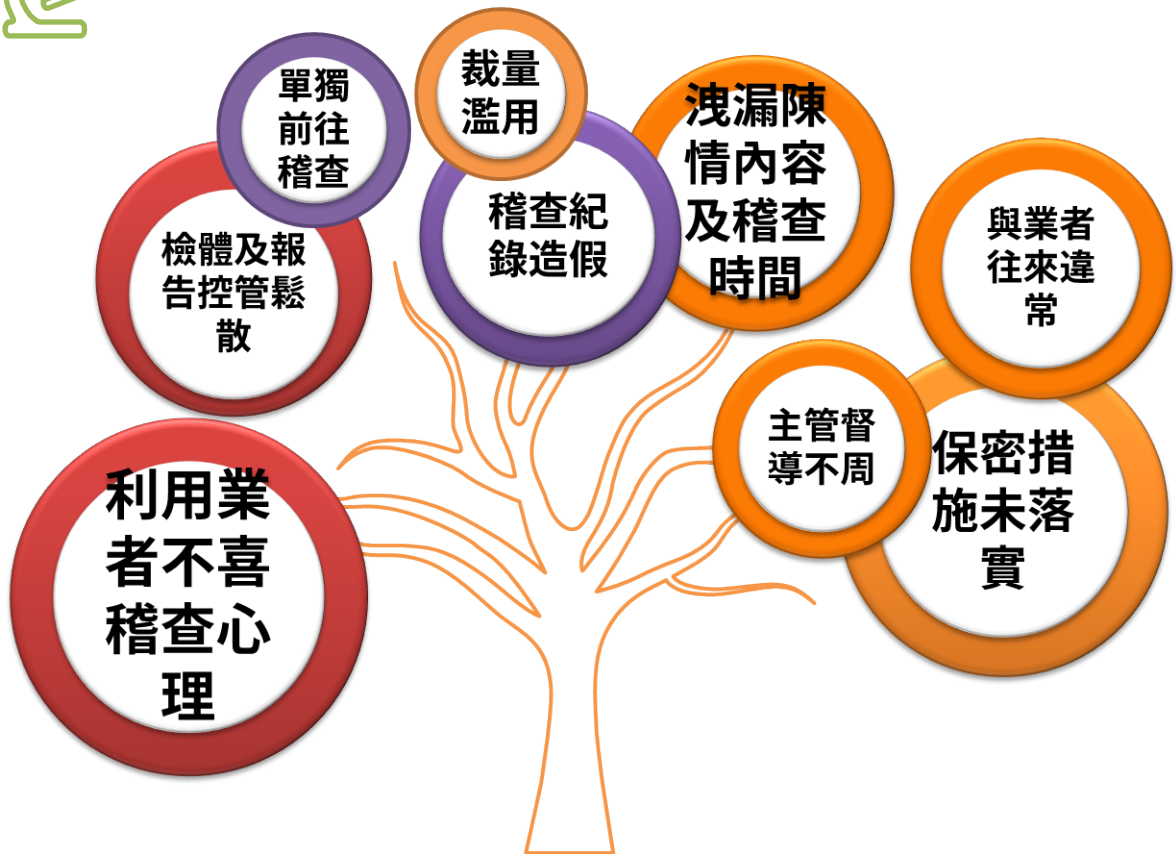 單獨
前往
稽查
裁量
濫用
洩漏陳
情內容
及稽查
時間
檢體及報
告控管鬆
散
稽查紀
錄造假
與業者
往來違
常
主管督
導不周
保密措
施未落
實
利用業
者不喜
稽查心
理